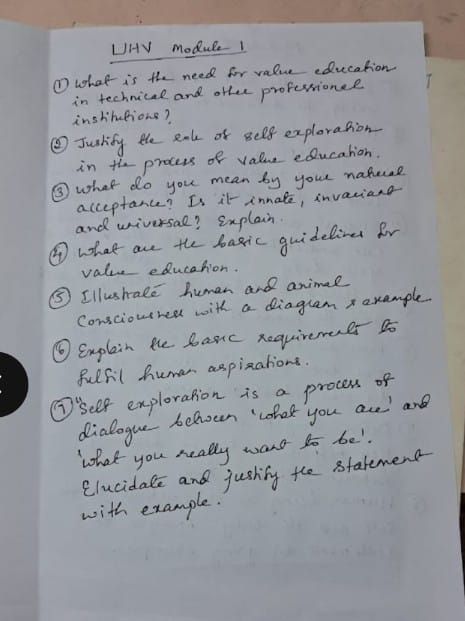 UHV Module 1
① What is the need for value education
in technical and other professional
institutions?
② Justify the role of self exploration
in the process of value education.
③ What do you mean by your natural
acceptance? Is it innate, invariant
and universal? Explain.
④ What are the basic guidelines for
value education.
⑤ Illustrate human and animal
Consciousness with a diagram & example.
⑥ Explain the basic requirements to
fulfil human aspirations.
⑦ "Self exploration is a process of
dialogue between 'what you are' and
'what you really want to be'.
Elucidate and justify the statement
with example.